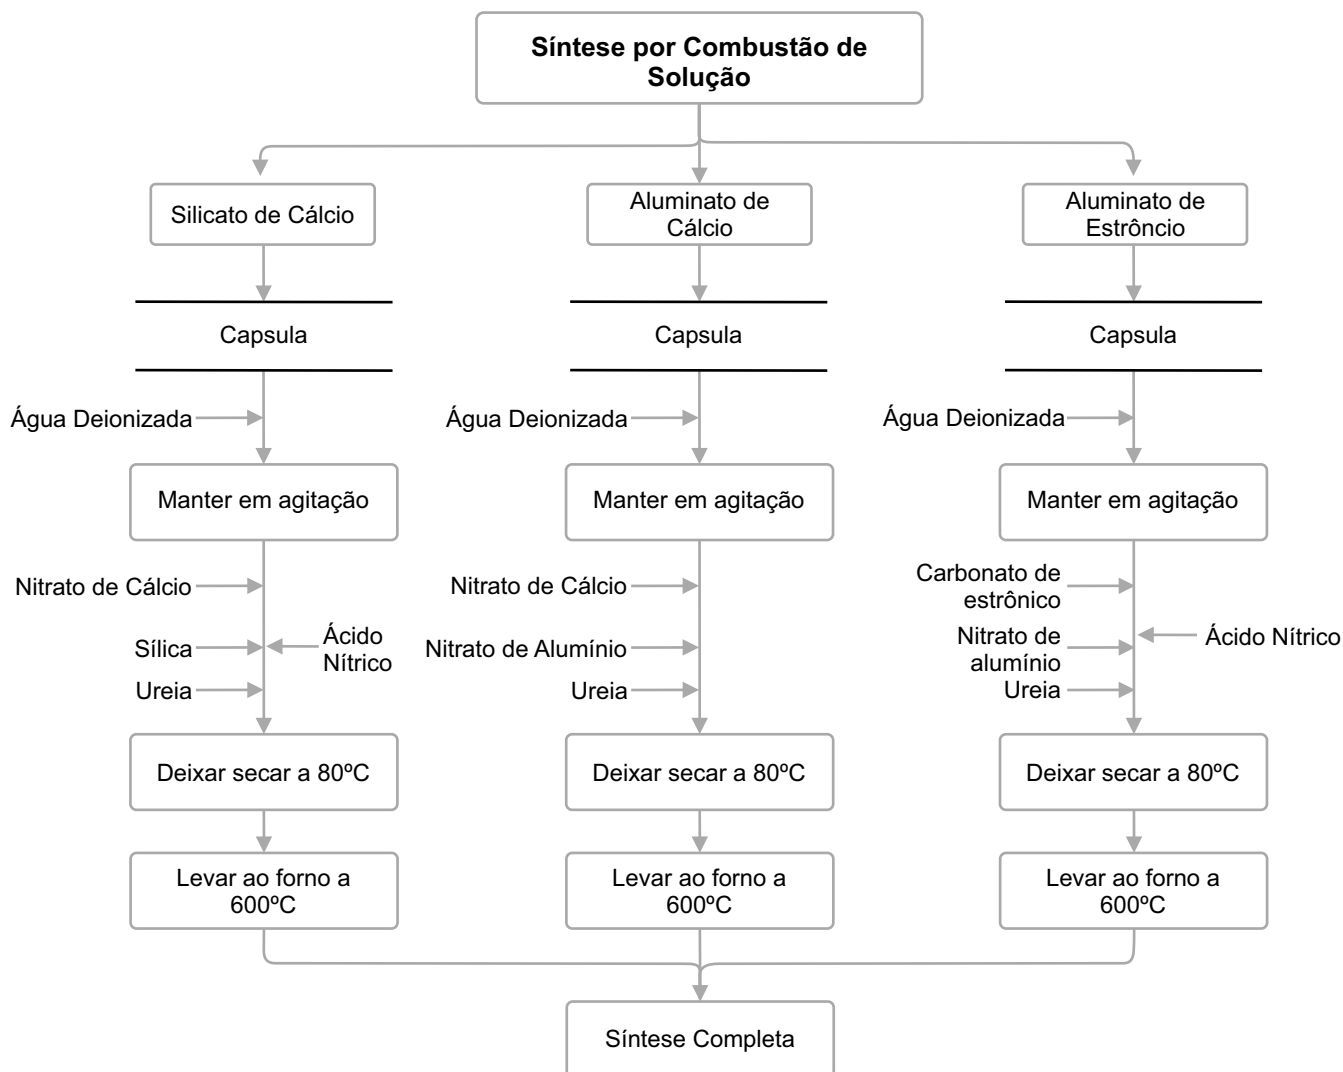 Síntese por Combustão de
Solução
Silicato de Cálcio
Aluminato de
Cálcio
Aluminato de
Estrôncio
Capsula
Capsula
Capsula
Água Deionizada
Água Deionizada
Água Deionizada
Manter em agitação
Manter em agitação
Manter em agitação
Nitrato de Cálcio
Sílica
Ácido
Nítrico
Ureia
Nitrato de Cálcio
Nitrato de Alumínio
Ureia
Carbonato de
estrônico
Nitrato de
alumínio
Ácido Nítrico
Ureia
Deixar secar a 80ºC
Deixar secar a 80ºC
Deixar secar a 80ºC
Levar ao forno a
600ºC
Levar ao forno a
600ºC
Levar ao forno a
600ºC
Síntese Completa